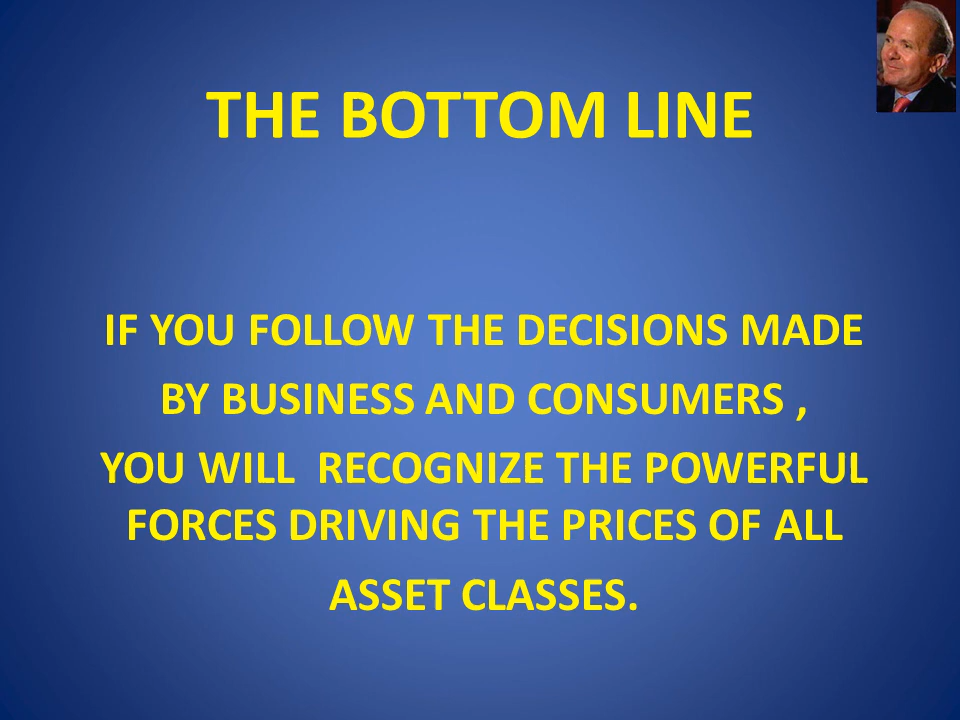 THE BOTTOM LINE
IF YOU FOLLOW THE DECISIONS MADE
BY BUSINESS AND CONSUMERS ,
YOU WILL  RECOGNIZE THE POWERFUL
FORCES DRIVING THE PRICES OF ALL
ASSET CLASSES.